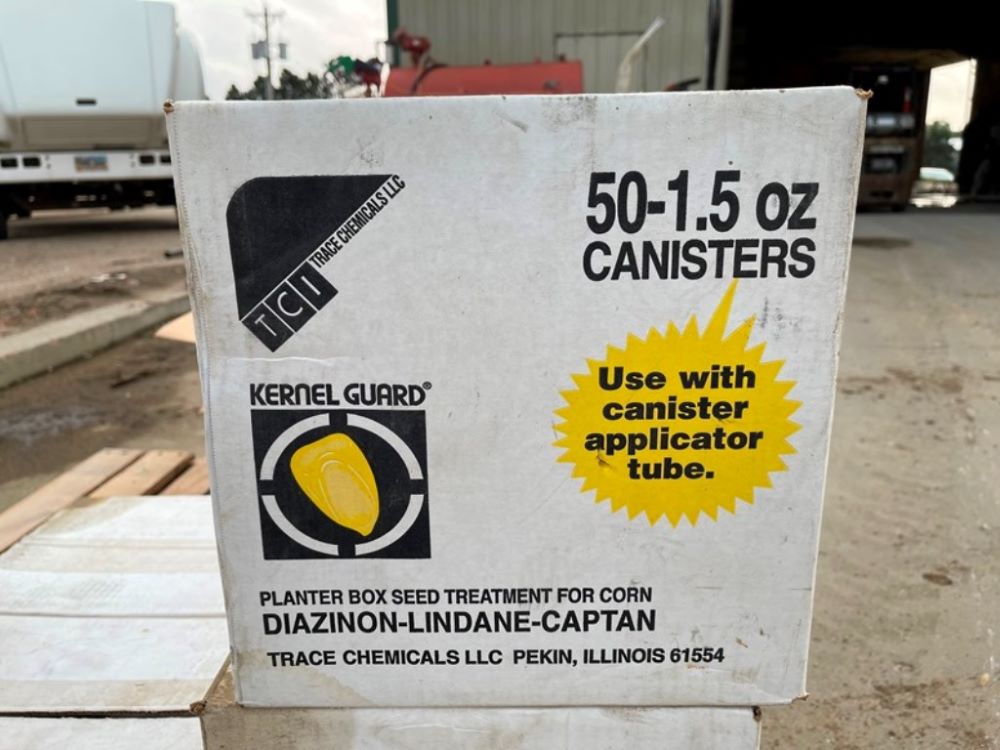 TRACE CHEMICALS LLC
TCI
50-1.5 oz
CANISTERS
KERNEL GUARD®
Use with
canister
applicator
tube.
PLANTER BOX SEED TREATMENT FOR CORN
DIAZINON-LINDANE-CAPTAN
TRACE CHEMICALS LLC PEKIN, ILLINOIS 61554